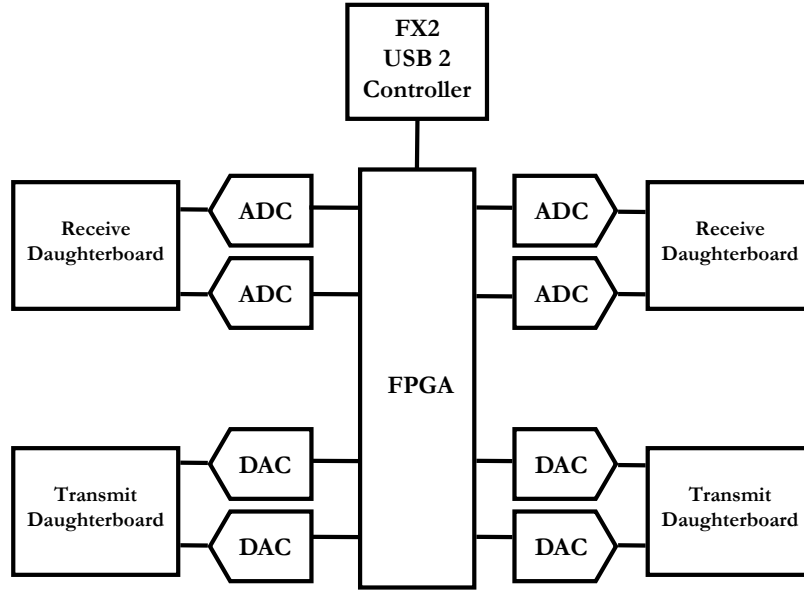 FX2
USB 2
Controller
ADC
ADC
Receive
Daughterboard
Receive
Daughterboard
ADC
ADC
FPGA
DAC
DAC
Transmit
Daughterboard
Transmit
Daughterboard
DAC
DAC